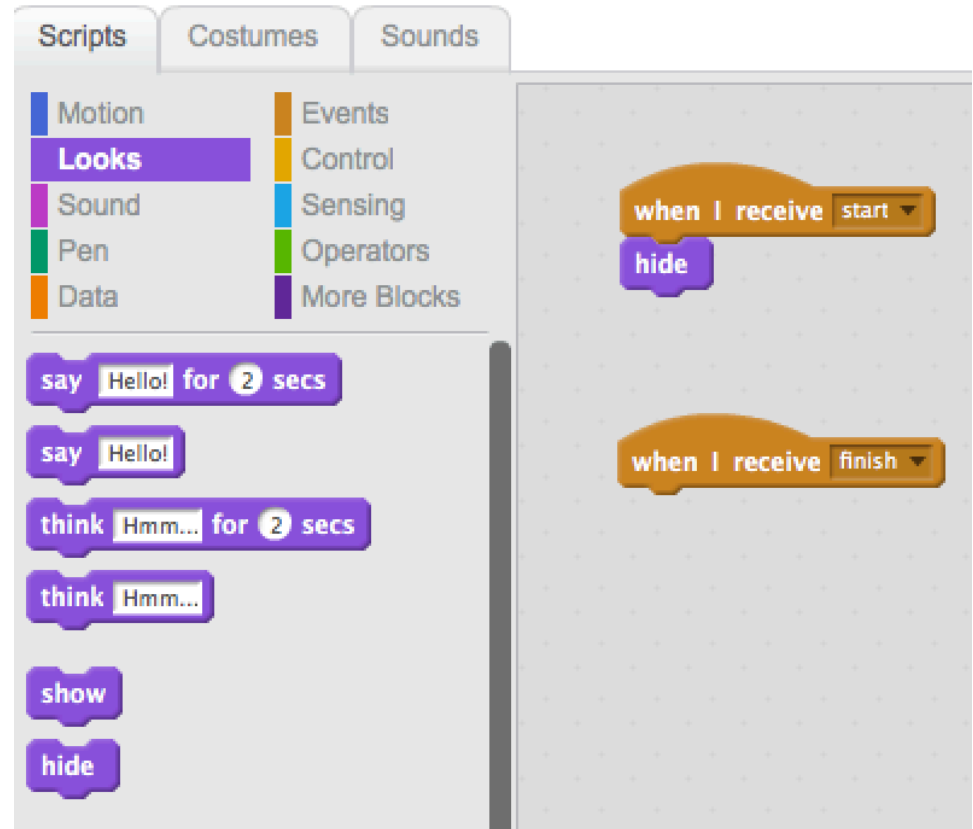 Scripts Costumes Sounds
Motion Events
Looks Control
Sound Sensing
Pen Operators
Data More Blocks
say Hello! for 2 secs
say Hello!
think Hmm... for 2 secs
think Hmm...
show
hide
when I receive start
hide
when I receive finish